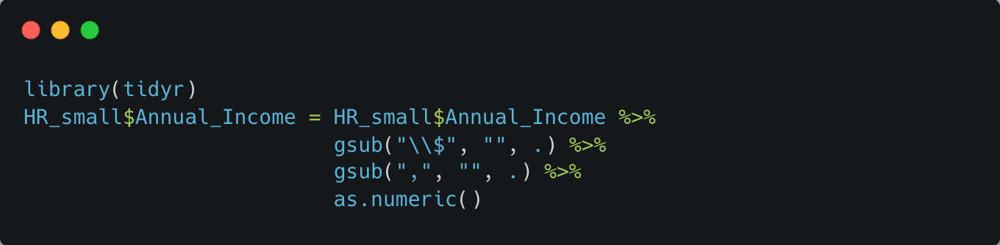 library(tidyr)
HR_small$Annual_Income = HR_small$Annual_Income %>%
                         gsub("\\$", "", .) %>%
                         gsub(",", "", .) %>%
                         as.numeric()